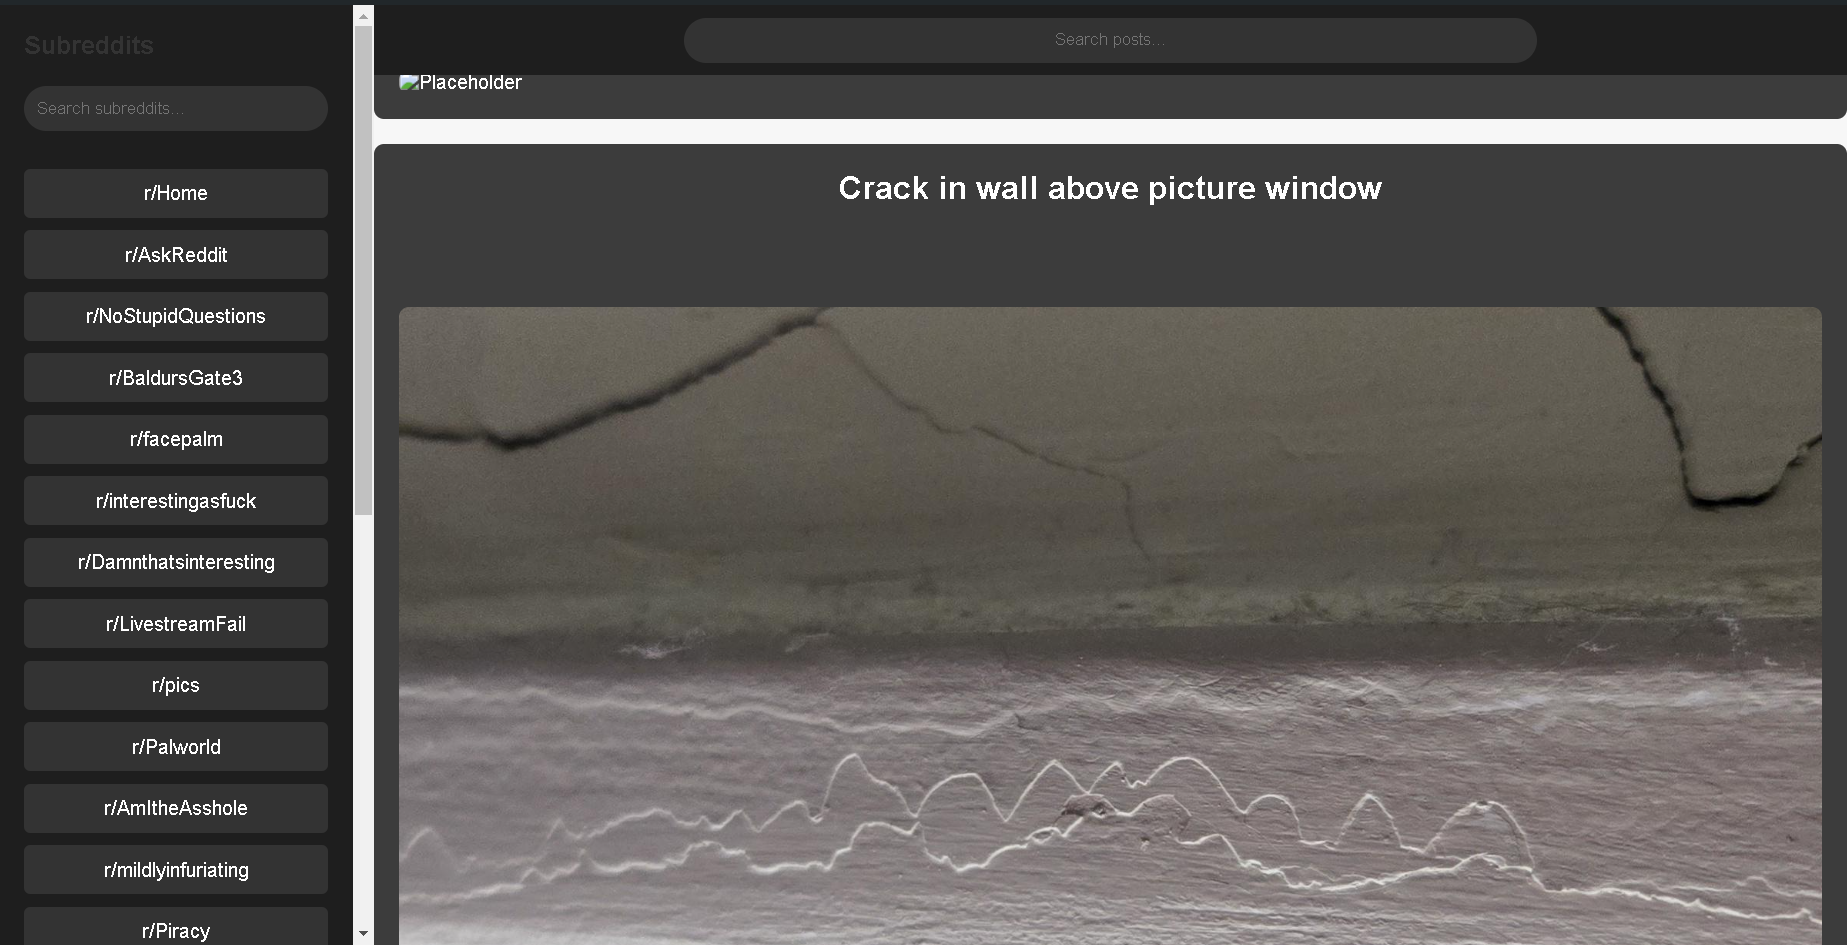 Subreddits
Search subreddits...
r/Home
r/AskReddit
r/NoStupidQuestions
r/BaldursGate3
r/facepalm
r/interestingasfuck
r/Damnthatsinteresting
r/LivestreamFail
r/pics
r/Palworld
r/AmItheAsshole
r/mildlyinfuriating
r/Piracy
Search posts...
Placeholder
Crack in wall above picture window